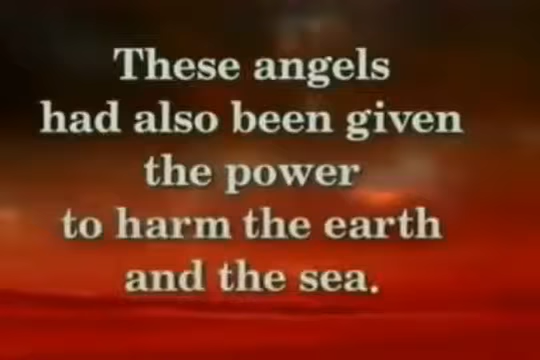 These angels
had also been given
the power
to harm the earth
and the sea.